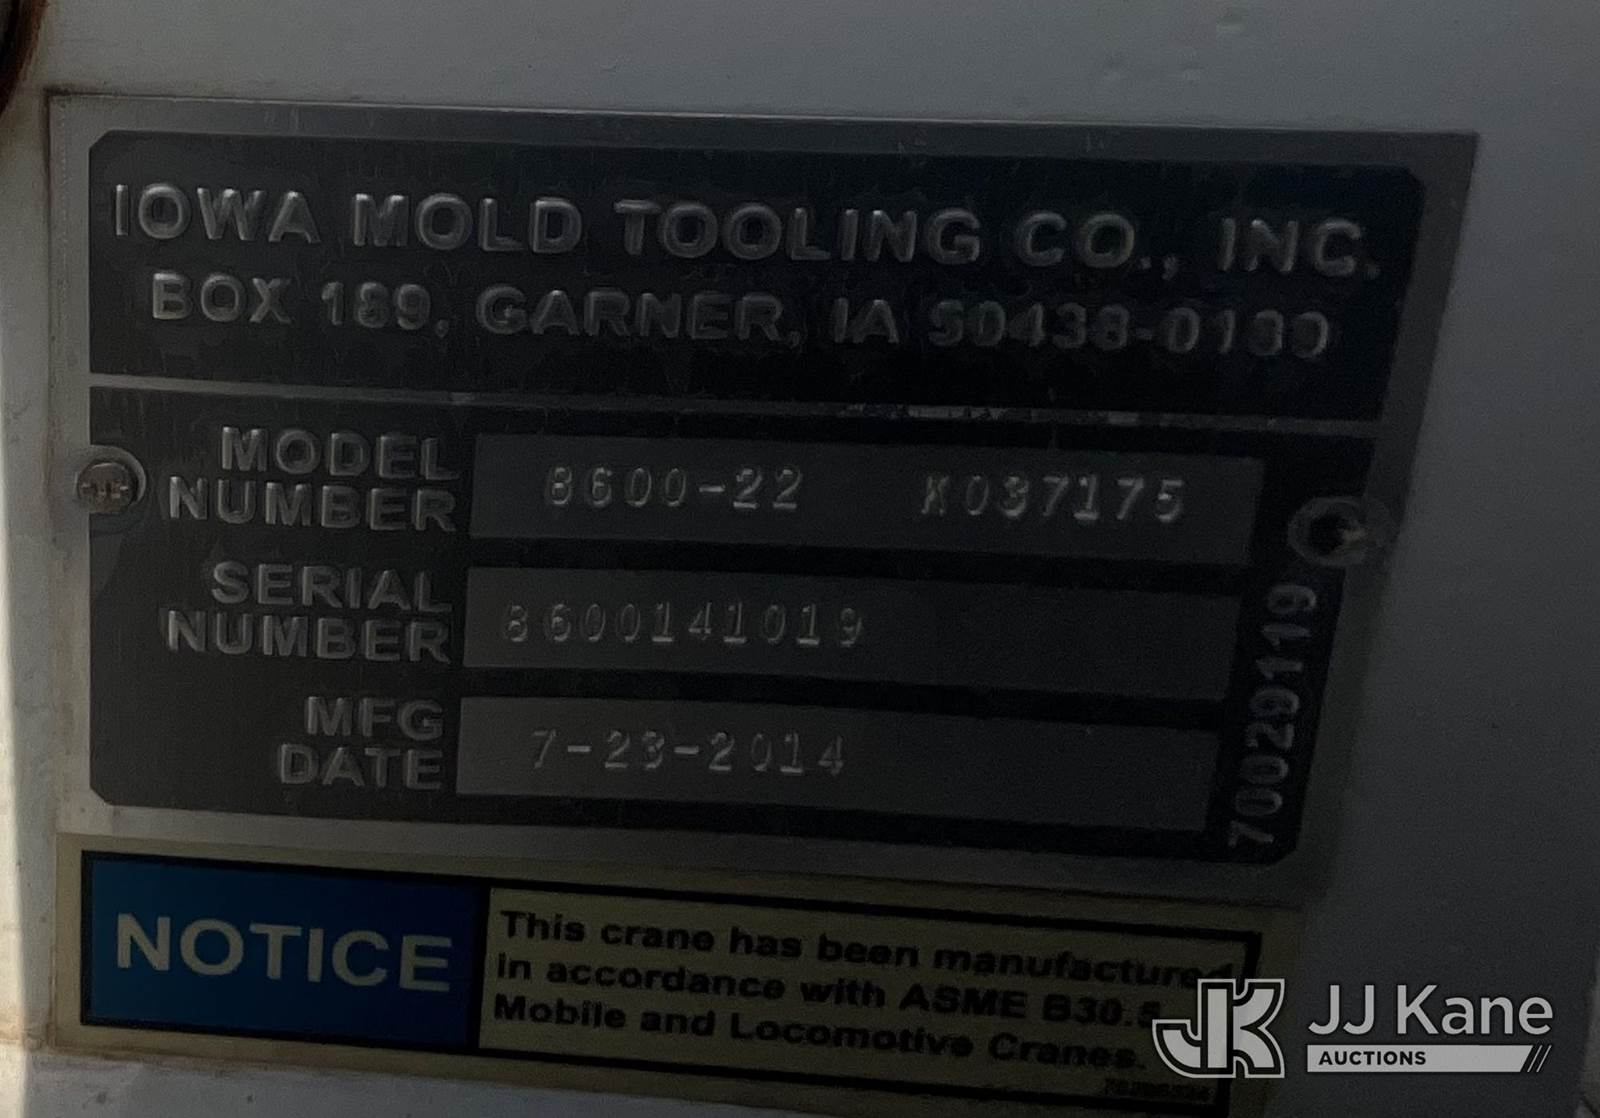 IOWA MOLD TOOLING CO., INC.
BOX 189, GARNER, IA 50438-0189
MODEL NUMBER 8600-22 K037175
SERIAL NUMBER 8600141019
MFG DATE 7-23-2014
70029119
NOTICE
This crane has been manufactured
in accordance with ASME B30.5
Mobile and Locomotive Cranes.
JK JJ Kane
AUCTIONS